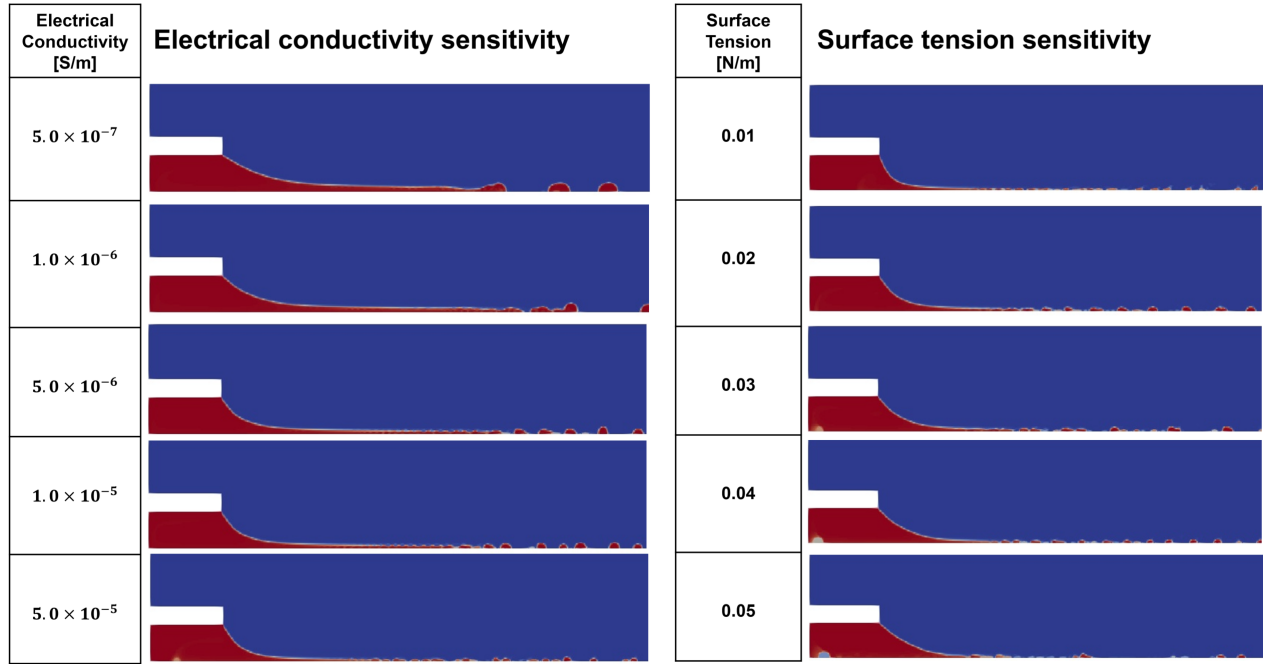 Electrical
Conductivity
[S/m]
Electrical conductivity sensitivity
5.0 × 10⁻⁷
1.0 × 10⁻⁶
5.0 × 10⁻⁶
1.0 × 10⁻⁵
5.0 × 10⁻⁵
Surface
Tension
[N/m]
Surface tension sensitivity
0.01
0.02
0.03
0.04
0.05